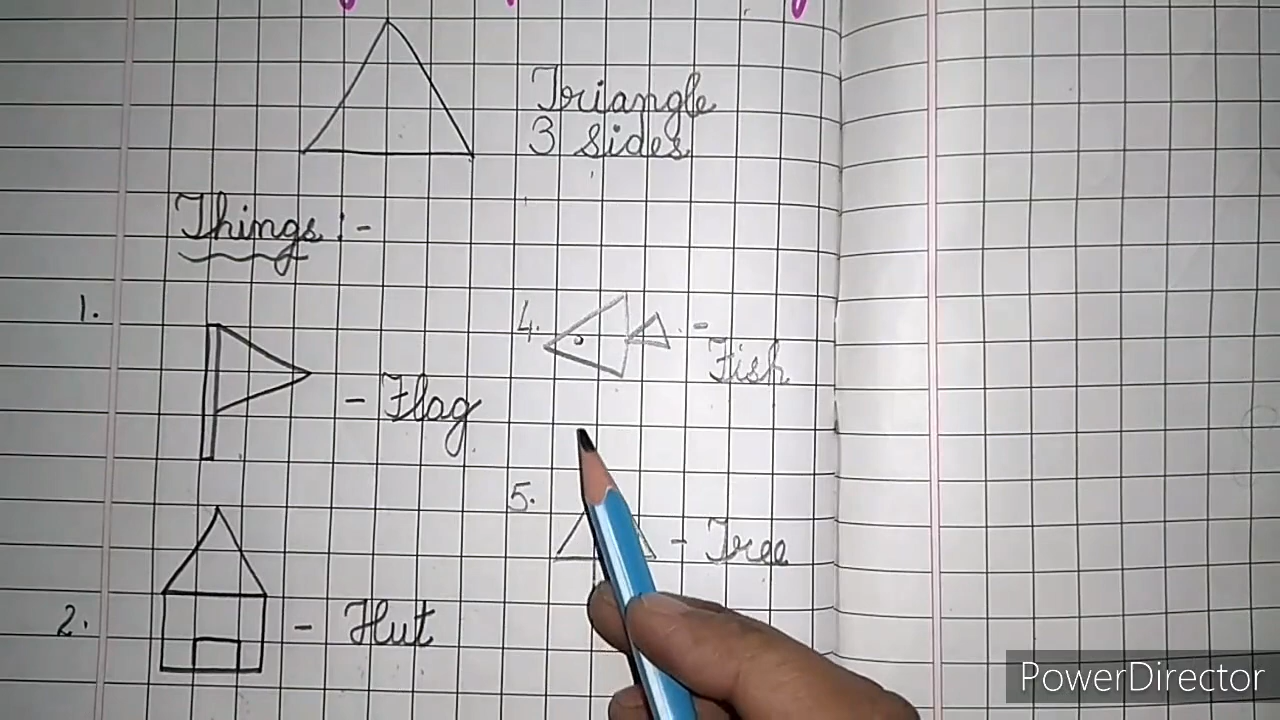 Triangle
3 sides
Things :-
1.
- Flag
2.
- Hut
4.
- Fish
5.
- Tree
PowerDirector